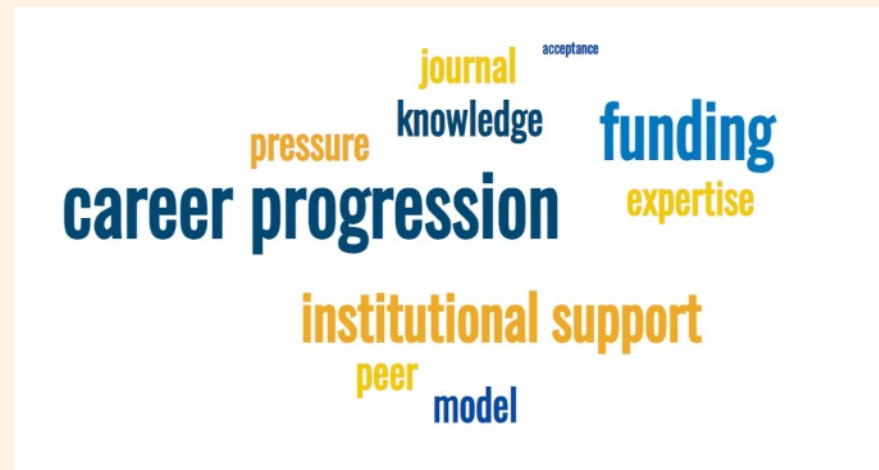 acceptance
journal
knowledge
funding
pressure
expertise
career progression
institutional support
peer
model